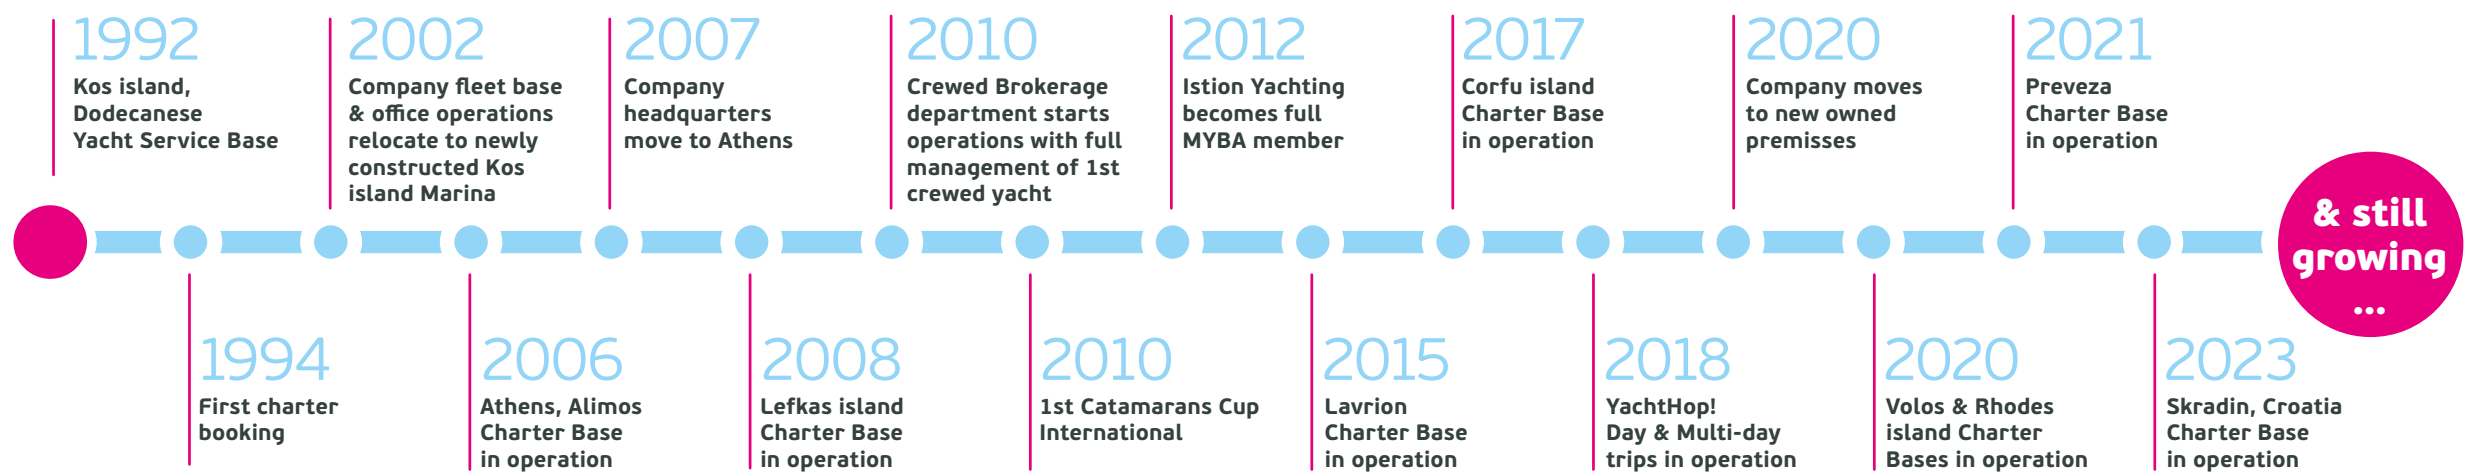 1992
Kos island,
Dodecanese
Yacht Service Base
1994
First charter
booking
2002
Company fleet base
& office operations
relocate to newly
constructed Kos
island Marina
2006
Athens, Alimos
Charter Base
in operation
2007
Company
headquarters
move to Athens
2008
Lefkas island
Charter Base
in operation
2010
Crewed Brokerage
department starts
operations with full
management of 1st
crewed yacht
2010
1st Catamarans Cup
International
2012
Istion Yachting
becomes full
MYBA member
2015
Lavrion
Charter Base
in operation
2017
Corfu island
Charter Base
in operation
2018
YachtHop!
Day & Multi-day
trips in operation
2020
Company moves
to new owned
premisses
2020
Volos & Rhodes
island Charter
Bases in operation
2021
Preveza
Charter Base
in operation
2023
Skradin, Croatia
Charter Base
in operation
& still
growing
...